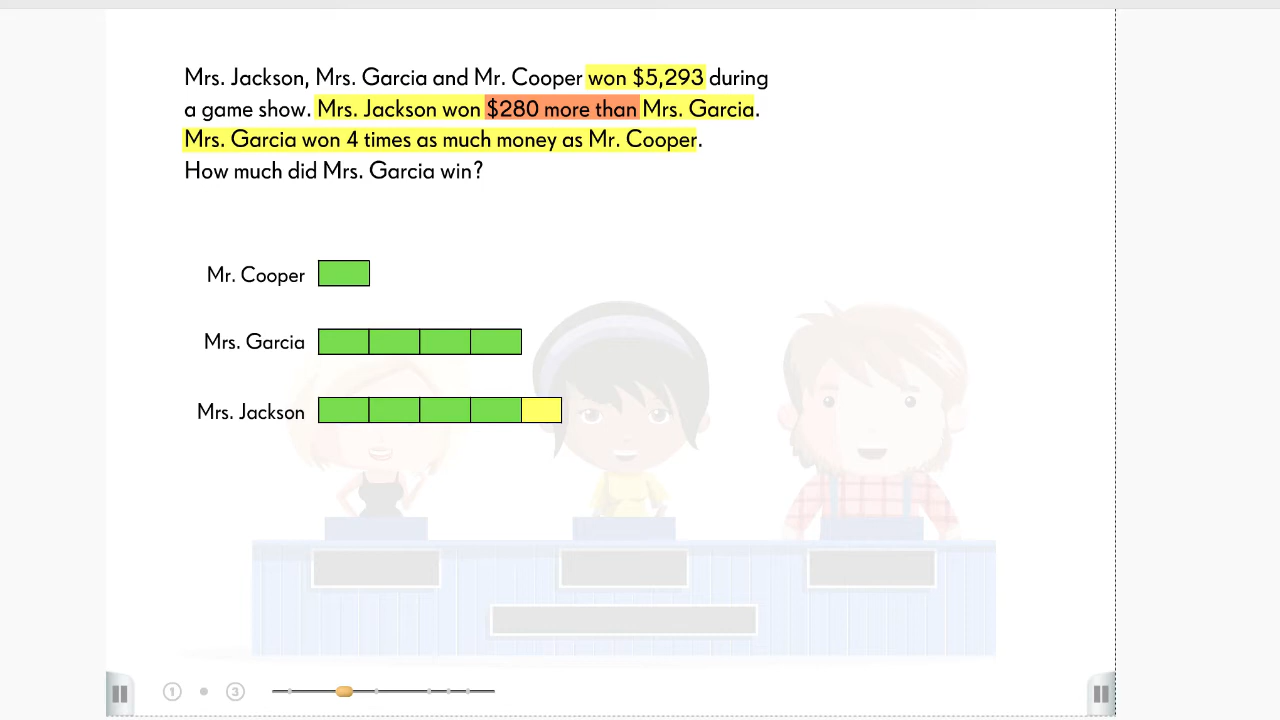 Mrs. Jackson, Mrs. Garcia and Mr. Cooper won $5,293 during
a game show. Mrs. Jackson won $280 more than Mrs. Garcia.
Mrs. Garcia won 4 times as much money as Mr. Cooper.
How much did Mrs. Garcia win?
Mr. Cooper
Mrs. Garcia
Mrs. Jackson
1 3